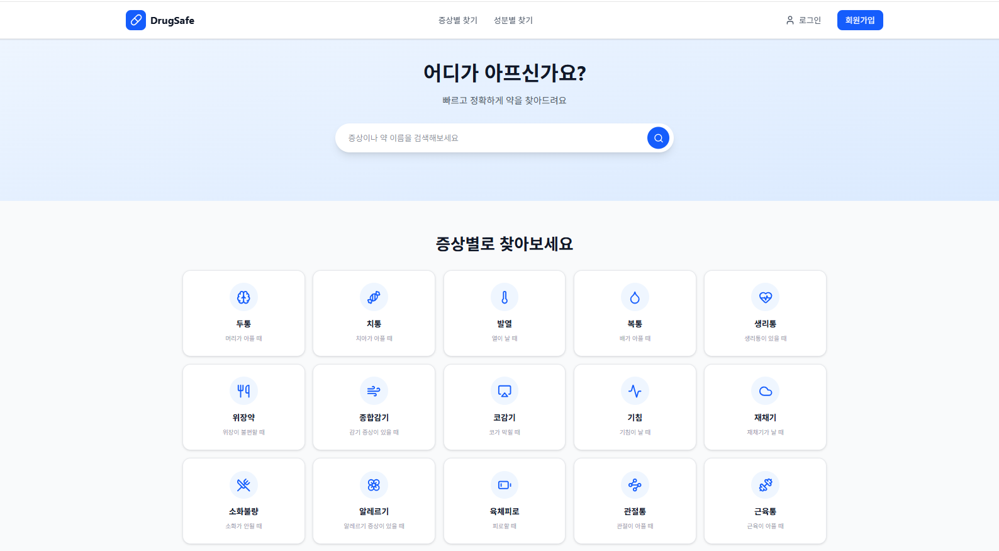 DrugSafe
증상별 찾기
성분별 찾기
로그인
회원가입
어디가 아프신가요?
빠르고 정확하게 약을 찾아드려요
증상이나 약 이름을 검색해보세요
증상별로 찾아보세요
두통
머리가 아플 때
치통
치아가 아플 때
발열
열이 날 때
복통
배가 아플 때
생리통
생리통이 있을 때
위장약
위장이 불편할 때
종합감기
감기 증상이 있을 때
코감기
코가 막힐 때
기침
기침이 날 때
재채기
재채기가 날 때
소화불량
소화가 안될 때
알레르기
알레르기 증상이 있을 때
육체피로
피로할 때
관절통
관절이 아플 때
근육통
근육이 아플 때